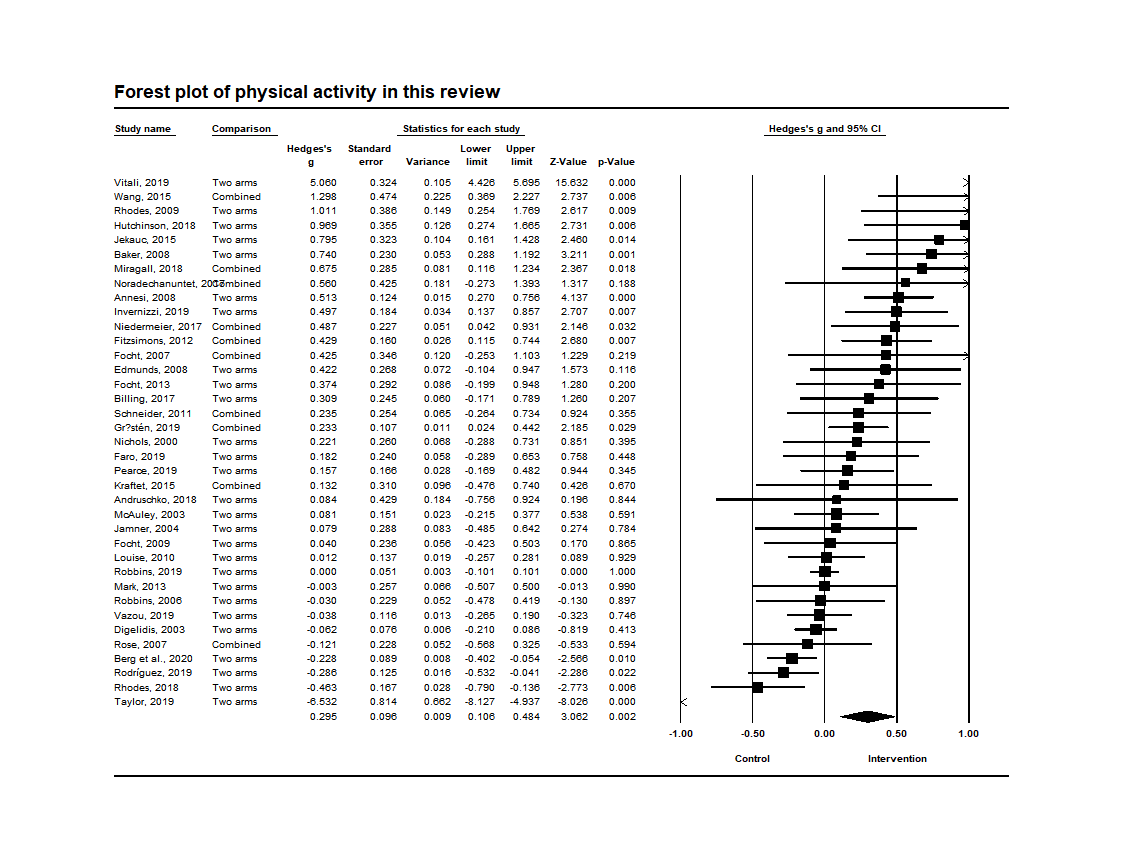 Forest plot of physical activity in this review
Study name Comparison Statistics for each study Hedges's g and 95% CI
Hedges's Standard Lower Upper
g error Variance limit limit Z-Value p-Value
Vitali, 2019 Two arms 5.060 0.324 0.105 4.426 5.695 15.632 0.000
Wang, 2015 Combined 1.298 0.474 0.225 0.369 2.227 2.737 0.006
Rhodes, 2009 Two arms 1.011 0.386 0.149 0.254 1.769 2.617 0.009
Hutchinson, 2018 Two arms 0.969 0.355 0.126 0.274 1.665 2.731 0.006
Jekauc, 2015 Two arms 0.795 0.323 0.104 0.161 1.428 2.460 0.014
Baker, 2008 Two arms 0.740 0.230 0.053 0.288 1.192 3.211 0.001
Miragall, 2018 Combined 0.675 0.285 0.081 0.116 1.234 2.367 0.018
Noradechanuntet, Combined 0.560 0.425 0.181 -0.273 1.393 1.317 0.188
Annesi, 2008 Two arms 0.513 0.124 0.015 0.270 0.756 4.137 0.000
Invernizzi, 2019 Two arms 0.497 0.184 0.034 0.137 0.857 2.707 0.007
Niedermeier, 2017 Combined 0.487 0.227 0.051 0.042 0.931 2.146 0.032
Fitzsimons, 2012 Combined 0.429 0.160 0.026 0.115 0.744 2.680 0.007
Focht, 2007 Combined 0.425 0.346 0.120 -0.253 1.103 1.229 0.219
Edmunds, 2008 Two arms 0.422 0.268 0.072 -0.104 0.947 1.573 0.116
Focht, 2013 Two arms 0.374 0.292 0.086 -0.199 0.948 1.280 0.200
Billing, 2017 Two arms 0.309 0.245 0.060 -0.171 0.789 1.260 0.207
Schneider, 2011 Combined 0.235 0.254 0.065 -0.264 0.734 0.924 0.355
Gr?stén, 2019 Combined 0.233 0.107 0.011 0.024 0.442 2.185 0.029
Nichols, 2000 Two arms 0.221 0.260 0.068 -0.288 0.731 0.851 0.395
Faro, 2019 Two arms 0.182 0.240 0.058 -0.289 0.653 0.758 0.448
Pearce, 2019 Two arms 0.157 0.166 0.028 -0.169 0.482 0.944 0.345
Kraftet, 2015 Combined 0.132 0.310 0.096 -0.476 0.740 0.426 0.670
Andruschko, 2018 Two arms 0.084 0.429 0.184 -0.756 0.924 0.196 0.844
McAuley, 2003 Two arms 0.081 0.151 0.023 -0.215 0.377 0.538 0.591
Jamner, 2004 Two arms 0.079 0.288 0.083 -0.485 0.642 0.274 0.784
Focht, 2009 Two arms 0.040 0.236 0.056 -0.423 0.503 0.170 0.865
Louise, 2010 Two arms 0.012 0.137 0.019 -0.257 0.281 0.089 0.929
Robbins, 2019 Two arms 0.000 0.051 0.003 -0.101 0.101 0.000 1.000
Mark, 2013 Two arms -0.003 0.257 0.066 -0.507 0.500 -0.013 0.990
Robbins, 2006 Two arms -0.030 0.229 0.052 -0.478 0.419 -0.130 0.897
Vazou, 2019 Two arms -0.038 0.116 0.013 -0.265 0.190 -0.323 0.746
Digelidis, 2003 Two arms -0.062 0.076 0.006 -0.210 0.086 -0.819 0.413
Rose, 2007 Combined -0.121 0.228 0.052 -0.568 0.325 -0.533 0.594
Berg et al., 2020 Two arms -0.228 0.089 0.008 -0.402 -0.054 -2.566 0.010
Rodríguez, 2019 Two arms -0.286 0.125 0.016 -0.532 -0.041 -2.286 0.022
Rhodes, 2018 Two arms -0.463 0.167 0.028 -0.790 -0.136 -2.773 0.006
Taylor, 2019 Two arms -6.532 0.814 0.662 -8.127 -4.937 -8.026 0.000
0.295 0.096 0.009 0.106 0.484 3.062 0.002
-1.00 -0.50 0.00 0.50 1.00
Control Intervention